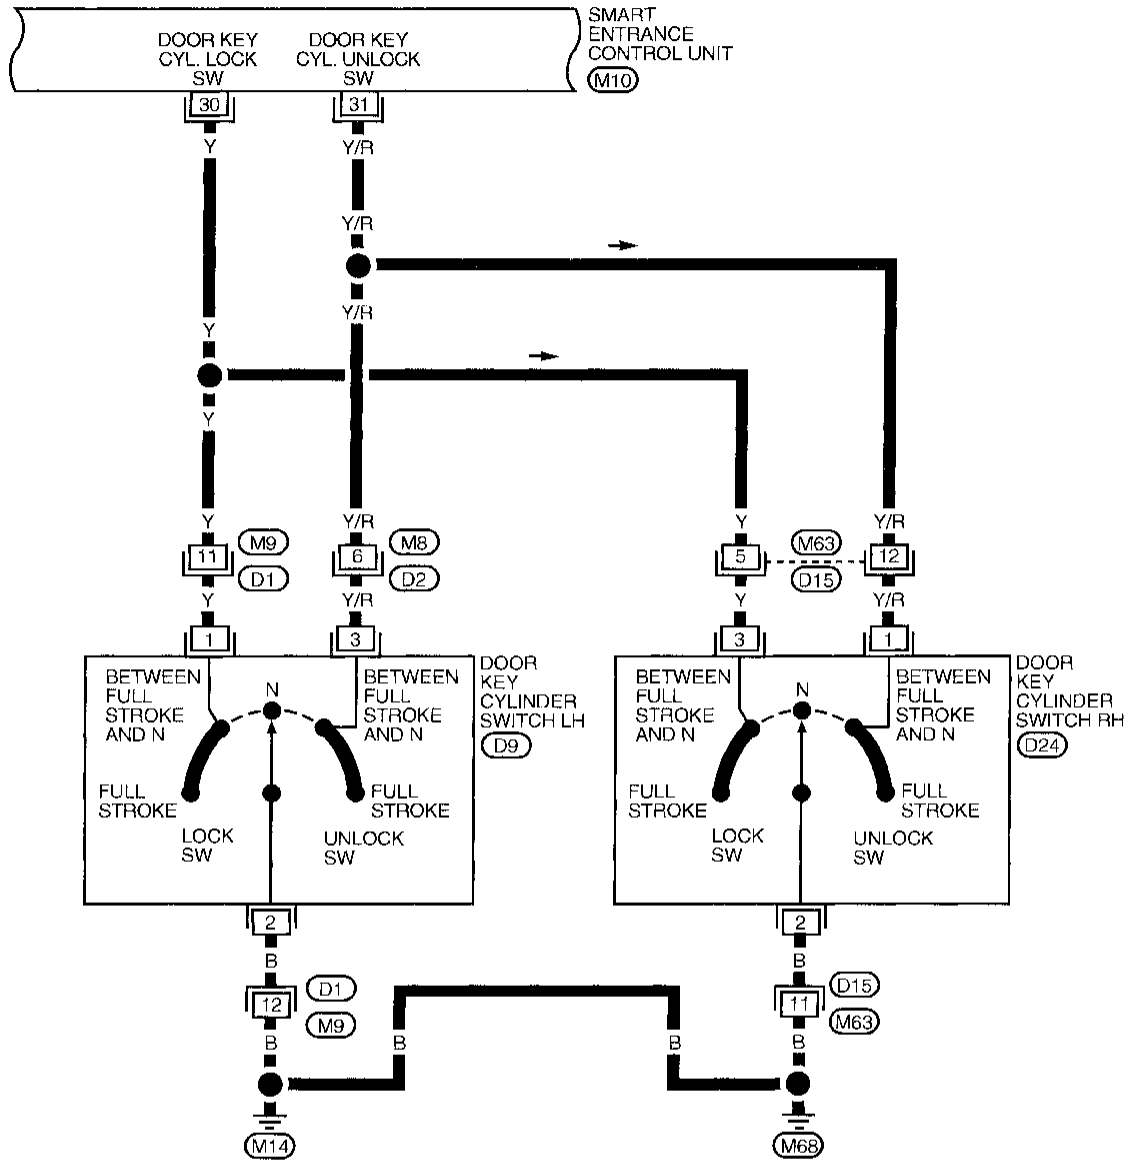 SMART
ENTRANCE
CONTROL UNIT
M10
DOOR KEY
CYL. LOCK
SW
DOOR KEY
CYL. UNLOCK
SW
30
31
Y
Y/R
Y/R
Y/R
Y
Y
Y
Y/R
Y
Y/R
11
M9
D1
6
M8
D2
5
M63
D15
12
Y
Y/R
Y
Y/R
1
3
3
1
BETWEEN
FULL
STROKE
AND N
N
BETWEEN
FULL
STROKE
AND N
DOOR
KEY
CYLINDER
SWITCH LH
D9
FULL
STROKE
FULL
STROKE
LOCK
SW
UNLOCK
SW
BETWEEN
FULL
STROKE
AND N
N
BETWEEN
FULL
STROKE
AND N
DOOR
KEY
CYLINDER
SWITCH RH
D24
FULL
STROKE
FULL
STROKE
LOCK
SW
UNLOCK
SW
2
2
B
B
12
D1
M9
11
D15
M63
B
B
B
B
M14
M68